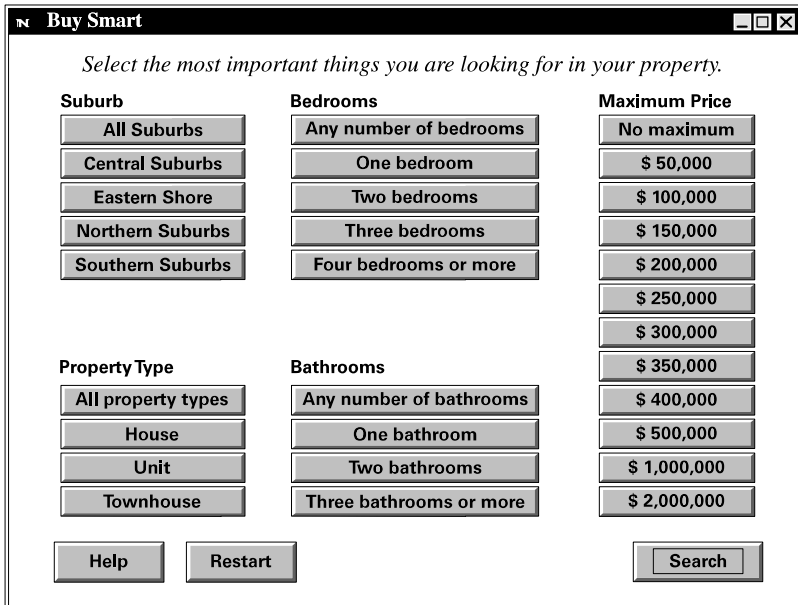 Buy Smart
Select the most important things you are looking for in your property.
Suburb
All Suburbs
Central Suburbs
Eastern Shore
Northern Suburbs
Southern Suburbs
Bedrooms
Any number of bedrooms
One bedroom
Two bedrooms
Three bedrooms
Four bedrooms or more
Maximum Price
No maximum
$ 50,000
$ 100,000
$ 150,000
$ 200,000
$ 250,000
$ 300,000
$ 350,000
$ 400,000
$ 500,000
$ 1,000,000
$ 2,000,000
Property Type
All property types
House
Unit
Townhouse
Bathrooms
Any number of bathrooms
One bathroom
Two bathrooms
Three bathrooms or more
Help
Restart
Search